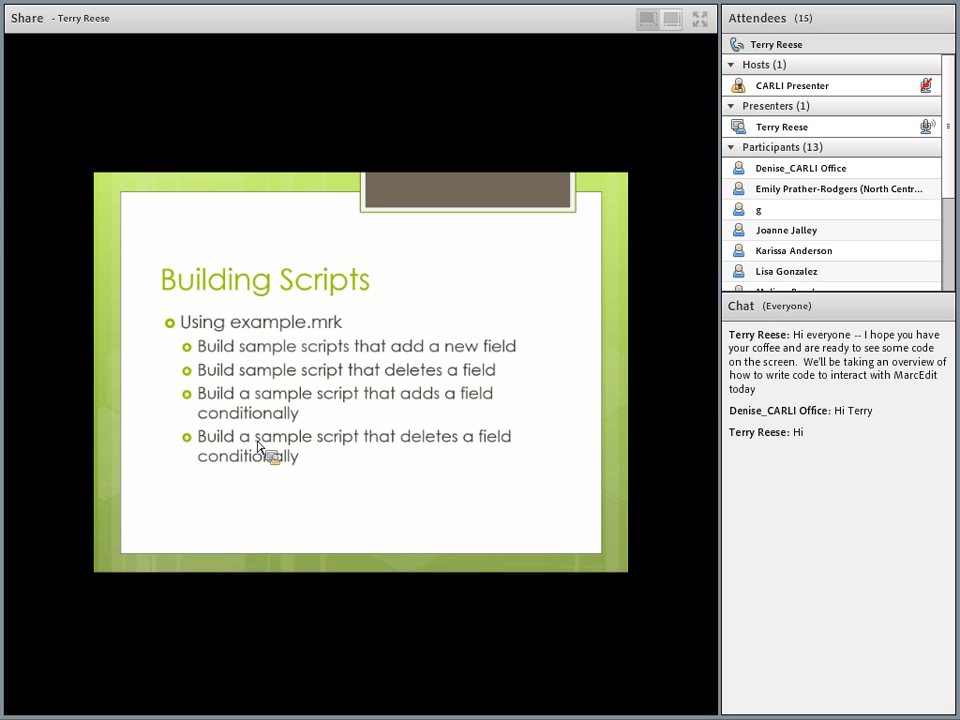 Share - Terry Reese
Building Scripts
Using example.mrk
Build sample scripts that add a new field
Build sample script that deletes a field
Build a sample script that adds a field
conditionally
Build a sample script that deletes a field
conditionally
Attendees (15)
Terry Reese
Hosts (1)
CARLI Presenter
Presenters (1)
Terry Reese
Participants (13)
Denise_CARLI Office
Emily Prather-Rodgers (North Centr...
g
Joanne Jalley
Karissa Anderson
Lisa Gonzalez
Chat (Everyone)
Terry Reese: Hi everyone -- I hope you have
your coffee and are ready to see some code
on the screen. We'll be taking an overview of
how to write code to interact with MarcEdit
today
Denise_CARLI Office: Hi Terry
Terry Reese: Hi